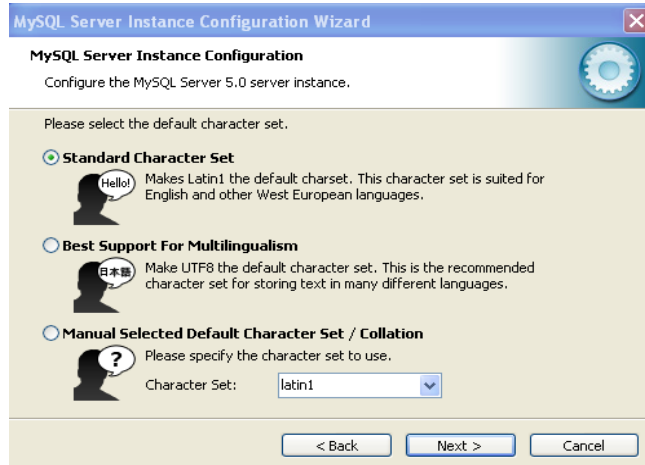 MySQL Server Instance Configuration Wizard
MySQL Server Instance Configuration
Configure the MySQL Server 5.0 server instance.
Please select the default character set.
Standard Character Set
Hello!
Makes Latin1 the default charset. This character set is suited for
English and other West European languages.
Best Support For Multilingualism
日本語
Make UTF8 the default character set. This is the recommended
character set for storing text in many different languages.
Manual Selected Default Character Set / Collation
?
Please specify the character set to use.
Character Set: latin1
< Back Next > Cancel